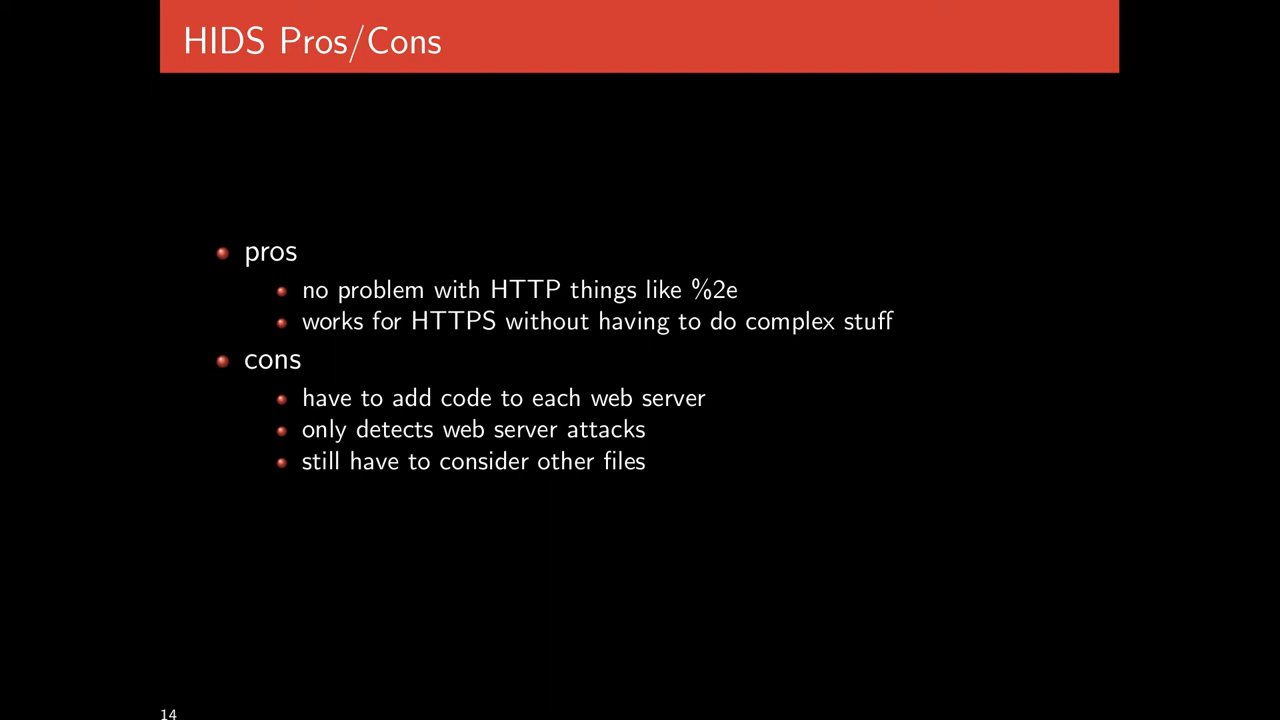 HIDS Pros/Cons
pros
no problem with HTTP things like %2e
works for HTTPS without having to do complex stuff
cons
have to add code to each web server
only detects web server attacks
still have to consider other files
14